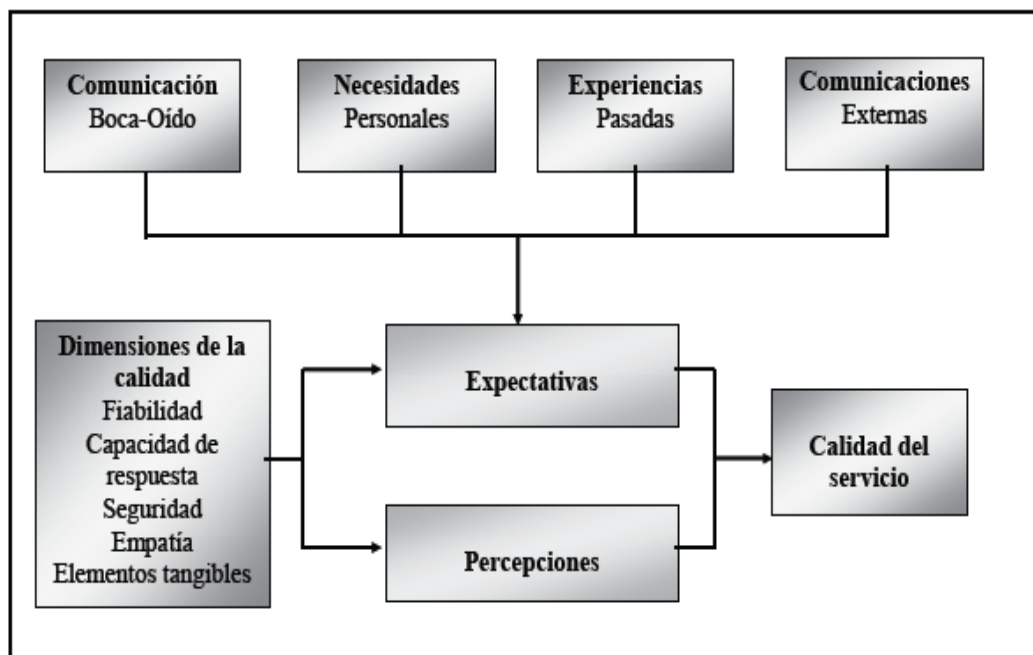 Comunicación
Boca-Oído
Necesidades
Personales
Experiencias
Pasadas
Comunicaciones
Externas
Dimensiones de la
calidad
Fiabilidad
Capacidad de
respuesta
Seguridad
Empatía
Elementos tangibles
Expectativas
Percepciones
Calidad del
servicio